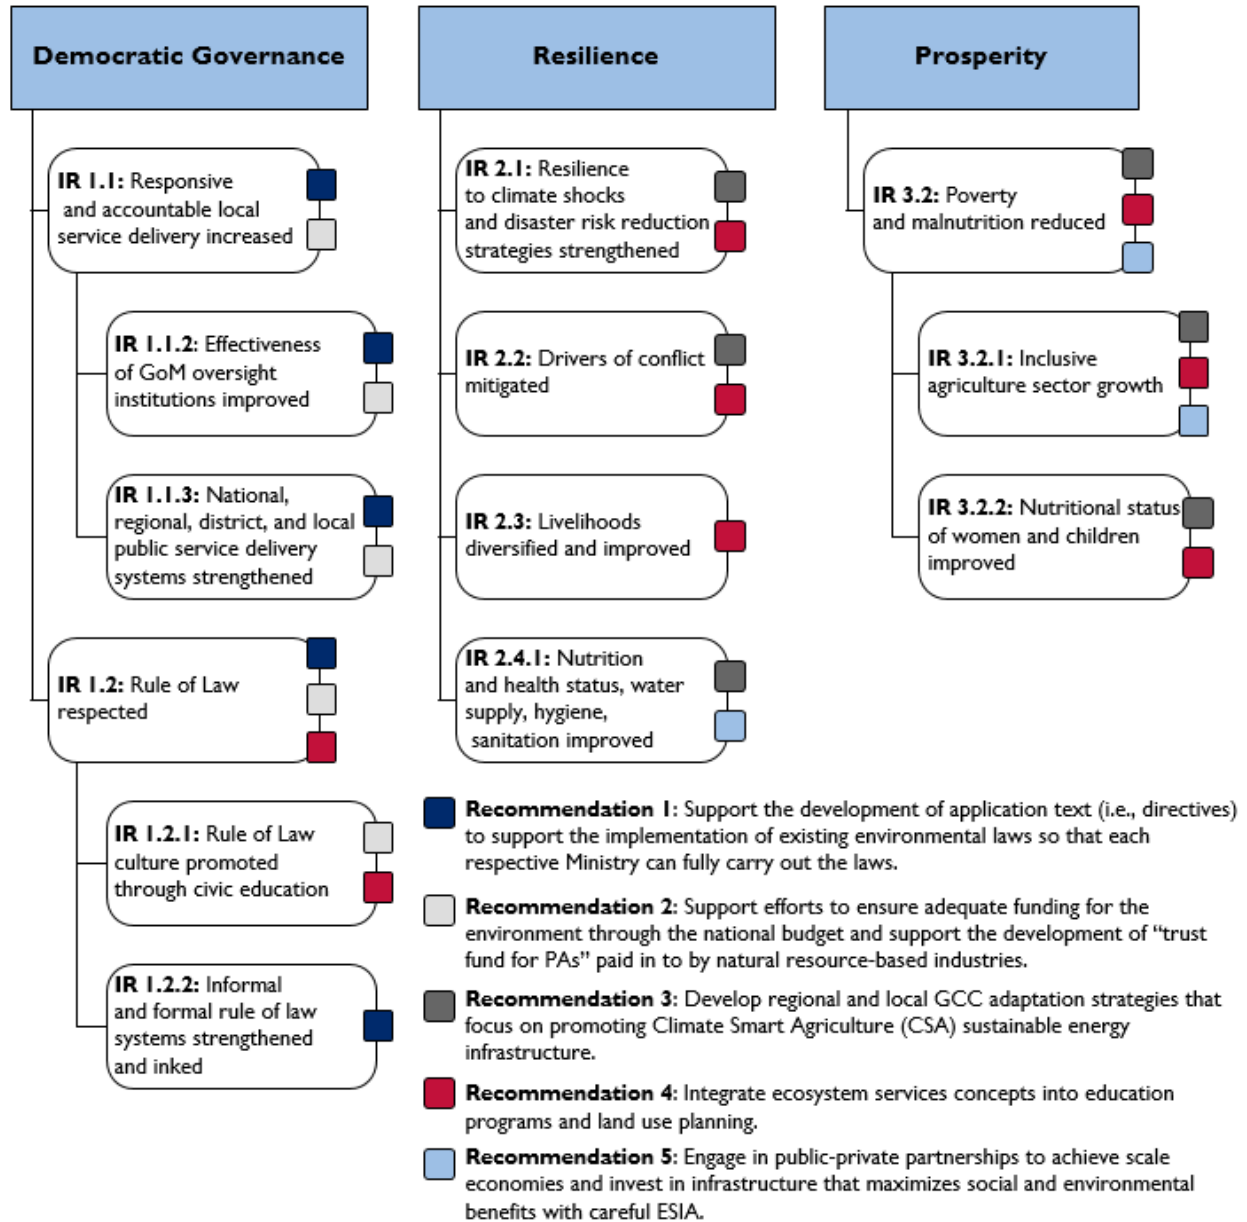 Democratic Governance
IR 1.1: Responsive
and accountable local
service delivery increased
IR 1.1.2: Effectiveness
of GoM oversight
institutions improved
IR 1.1.3: National,
regional, district, and local
public service delivery
systems strengthened
IR 1.2: Rule of Law
respected
IR 1.2.1: Rule of Law
culture promoted
through civic education
IR 1.2.2: Informal
and formal rule of law
systems strengthened
and inked
Resilience
IR 2.1: Resilience
to climate shocks
and disaster risk reduction
strategies strengthened
IR 2.2: Drivers of conflict
mitigated
IR 2.3: Livelihoods
diversified and improved
IR 2.4.1: Nutrition
and health status, water
supply, hygiene,
sanitation improved
Prosperity
IR 3.2: Poverty
and malnutrition reduced
IR 3.2.1: Inclusive
agriculture sector growth
IR 3.2.2: Nutritional status
of women and children
improved
Recommendation 1: Support the development of application text (i.e., directives)
to support the implementation of existing environmental laws so that each
respective Ministry can fully carry out the laws.
Recommendation 2: Support efforts to ensure adequate funding for the
environment through the national budget and support the development of “trust
fund for PAs” paid in to by natural resource-based industries.
Recommendation 3: Develop regional and local GCC adaptation strategies that
focus on promoting Climate Smart Agriculture (CSA) sustainable energy
infrastructure.
Recommendation 4: Integrate ecosystem services concepts into education
programs and land use planning.
Recommendation 5: Engage in public-private partnerships to achieve scale
economies and invest in infrastructure that maximizes social and environmental
benefits with careful ESIA.